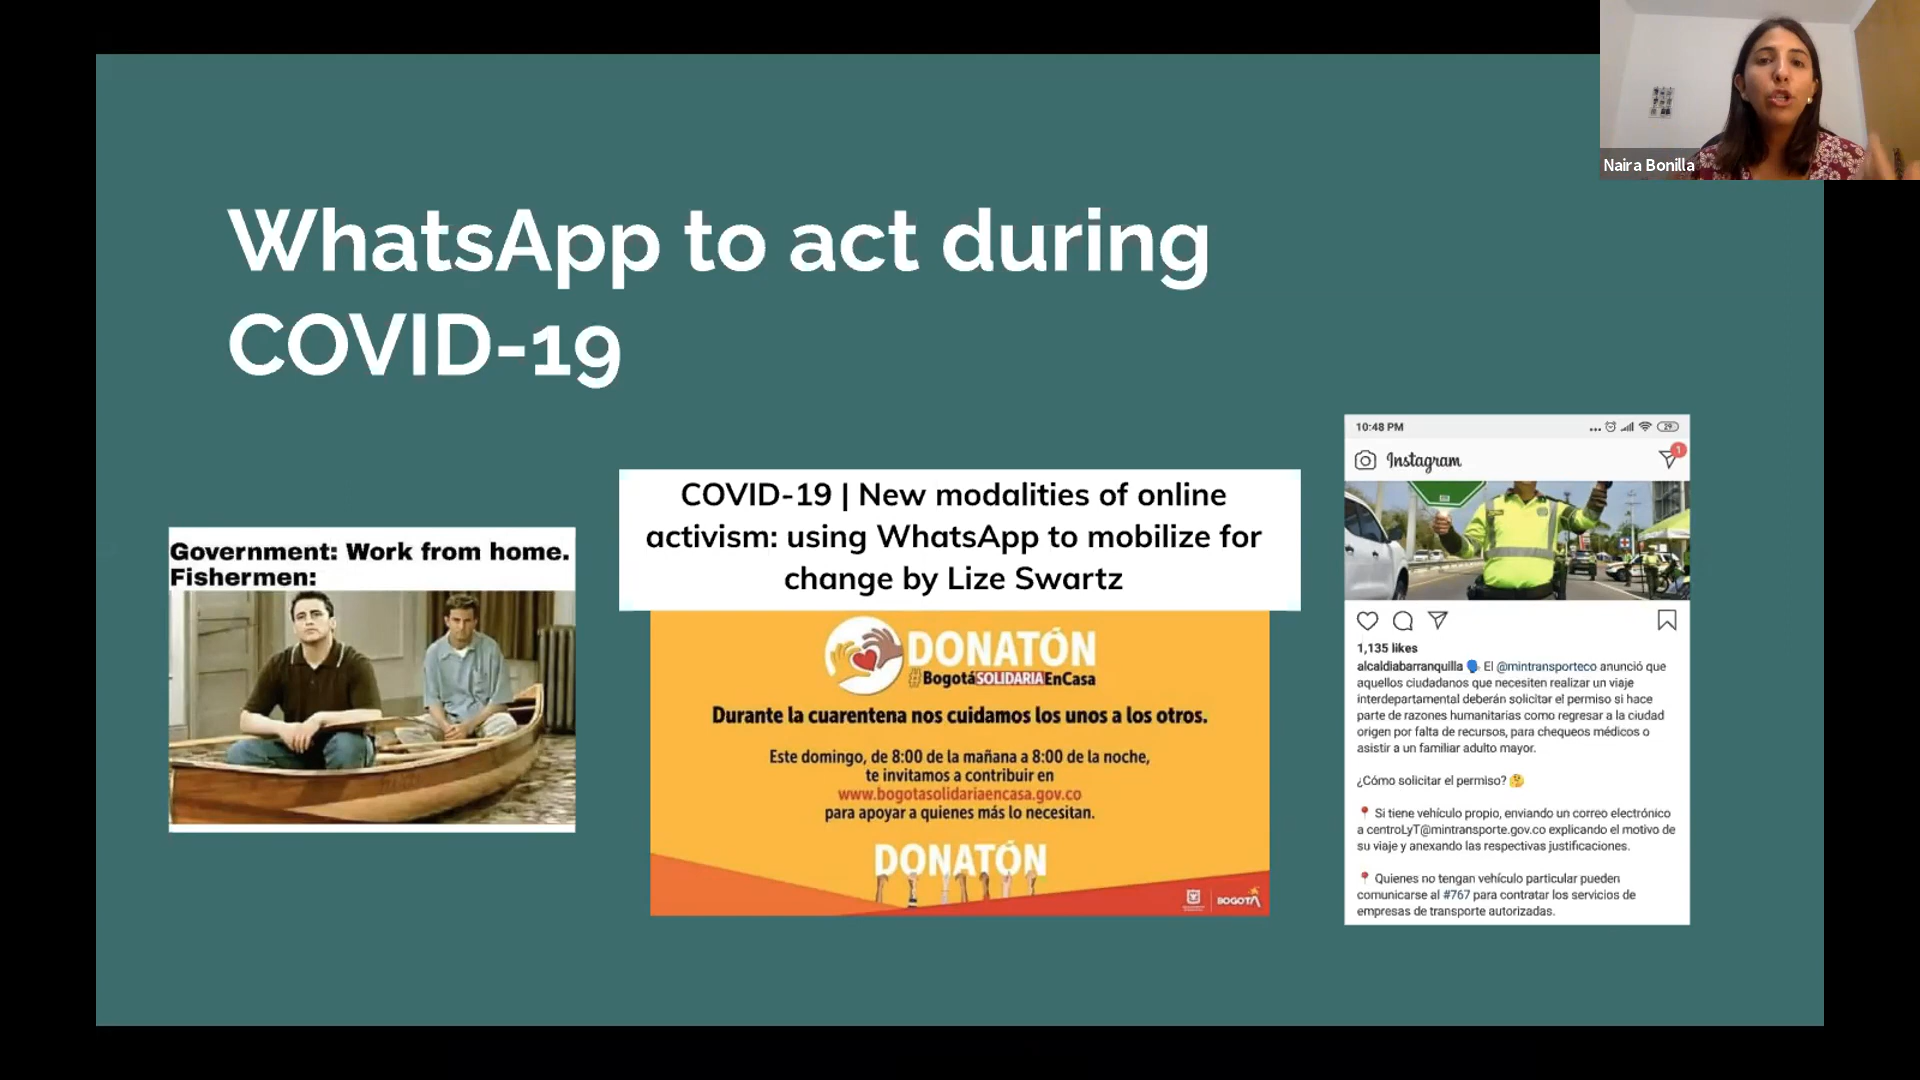 Naira Bonilla
WhatsApp to act during
COVID-19
Government: Work from home.
Fishermen:
COVID-19 | New modalities of online
activism: using WhatsApp to mobilize for
change by Lize Swartz
DONATÓN
#BogotáSOLIDARIAEnCasa
Durante la cuarentena nos cuidamos los unos a los otros.
Este domingo, de 8:00 de la mañana a 8:00 de la noche,
te invitamos a contribuir en
www.bogotasolidariaencasa.gov.co
para apoyar a quienes más lo necesitan.
DONATÓN
BOGOTÁ
10:48 PM
29
Instagram
1
1,135 likes
alcaldiabarranquilla 🗣️ El @mintransporteco anunció que
aquellos ciudadanos que necesiten realizar un viaje
interdepartamental deberán solicitar el permiso si hace
parte de razones humanitarias como regresar a la ciudad
origen por falta de recursos, para chequeos médicos o
asistir a un familiar adulto mayor.
¿Cómo solicitar el permiso? 🤔
📍 Si tiene vehículo propio, enviando un correo electrónico
a centroLyT@mintransporte.gov.co explicando el motivo de
su viaje y anexando las respectivas justificaciones.
📍 Quienes no tengan vehículo particular pueden
comunicarse al #767 para contratar los servicios de
empresas de transporte autorizadas.